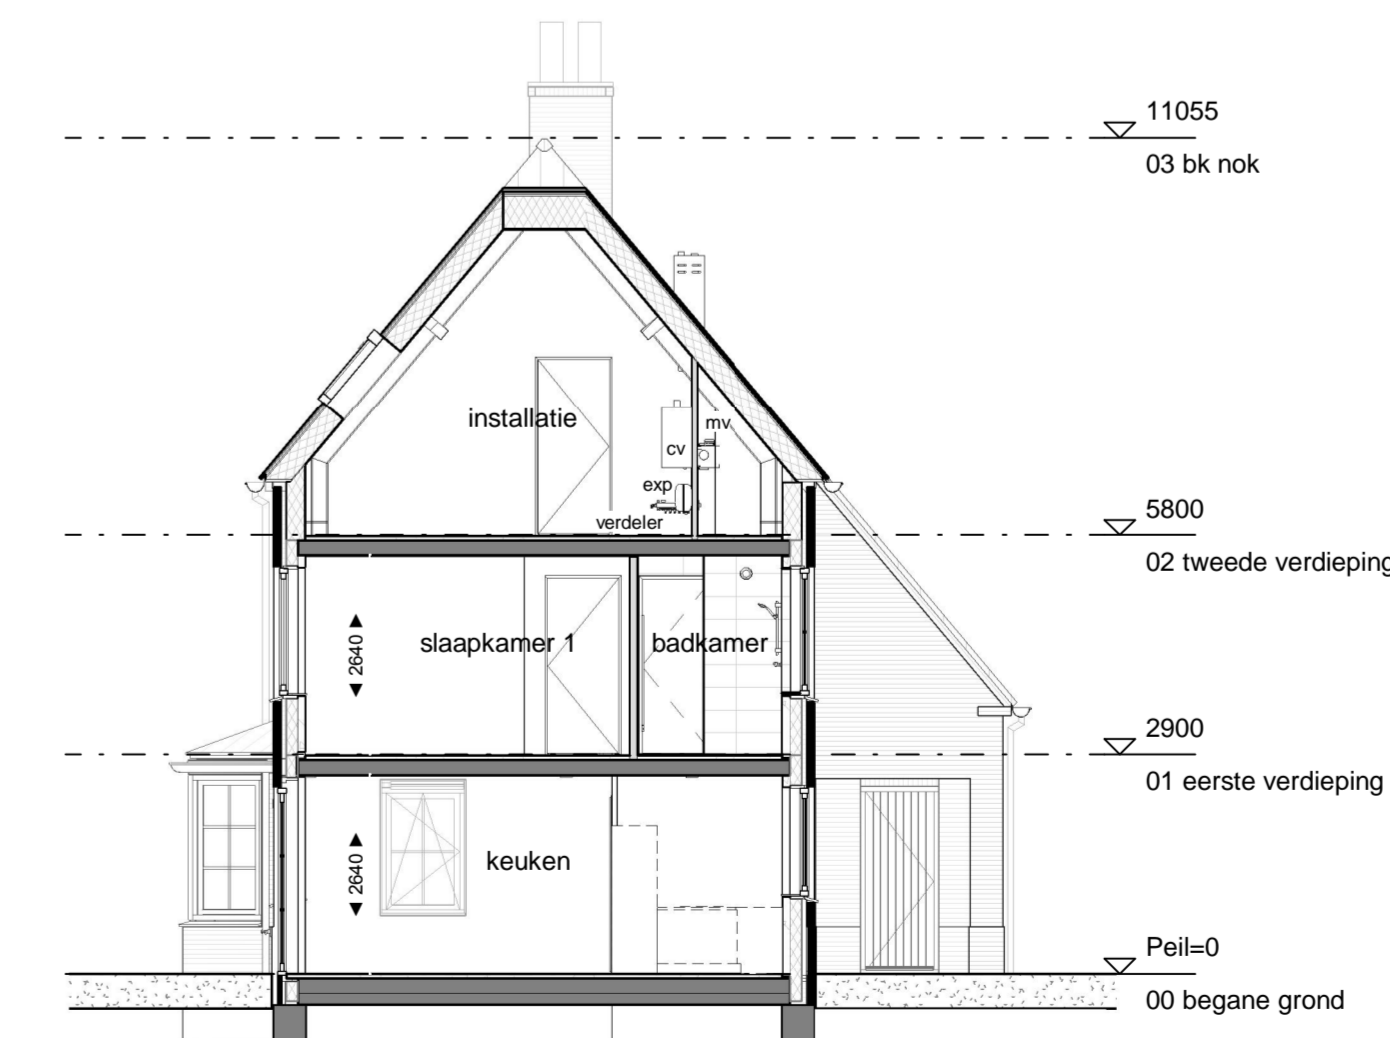 11055
03 bk nok
installatie
mv
cv
exp
verdeler
5800
02 tweede verdieping
◄ 2640 ►
slaapkamer 1
badkamer
2900
01 eerste verdieping
◄ 2640 ►
keuken
Peil=0
00 begane grond